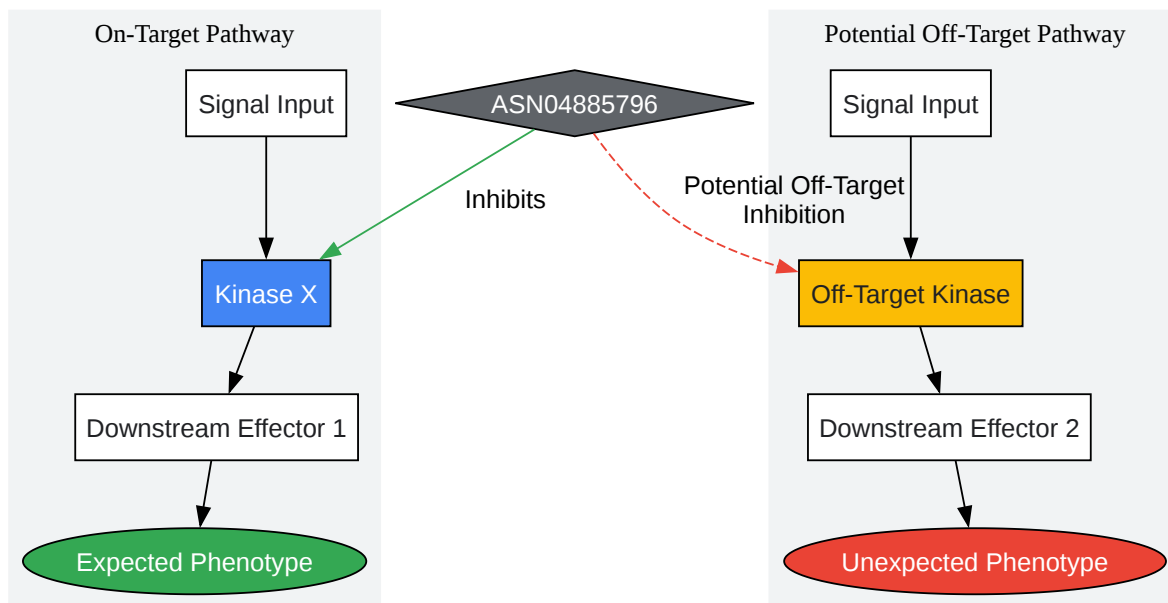 On-Target Pathway
Potential Off-Target Pathway
Signal Input
ASN04885796
Signal Input
Inhibits
Potential Off-Target
Inhibition
Kinase X
Off-Target Kinase
Downstream Effector 1
Downstream Effector 2
Expected Phenotype
Unexpected Phenotype